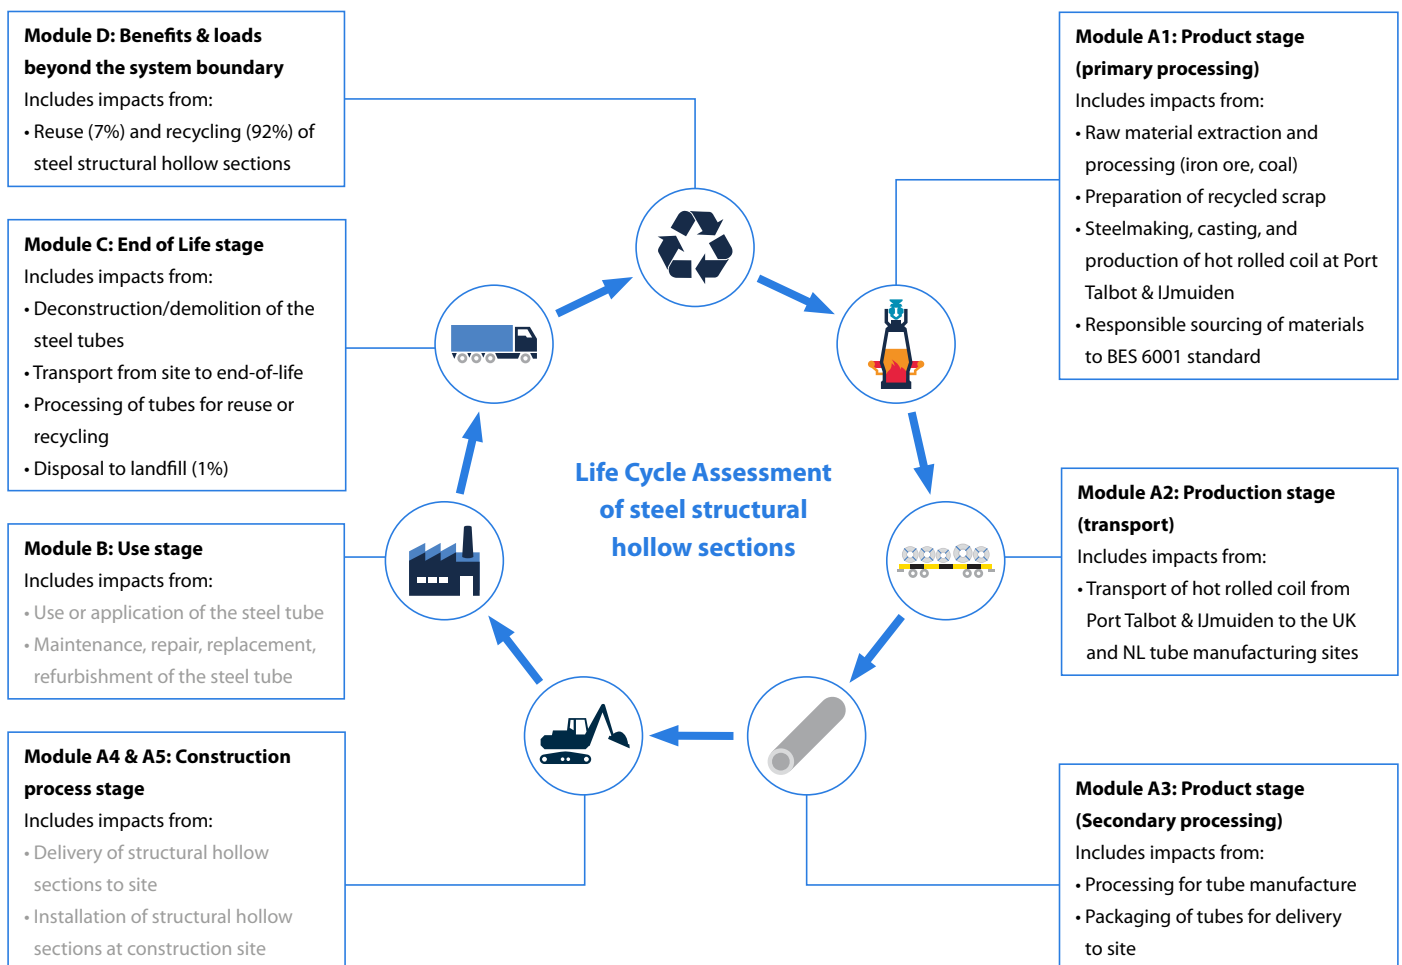 Module D: Benefits & loads
beyond the system boundary
Includes impacts from:
• Reuse (7%) and recycling (92%) of
steel structural hollow sections
Module C: End of Life stage
Includes impacts from:
• Deconstruction/demolition of the
steel tubes
• Transport from site to end-of-life
• Processing of tubes for reuse or
recycling
• Disposal to landfill (1%)
Module B: Use stage
Includes impacts from:
• Use or application of the steel tube
• Maintenance, repair, replacement,
refurbishment of the steel tube
Module A4 & A5: Construction
process stage
Includes impacts from:
• Delivery of structural hollow
sections to site
• Installation of structural hollow
sections at construction site
Life Cycle Assessment
of steel structural
hollow sections
Module A1: Product stage
(primary processing)
Includes impacts from:
• Raw material extraction and
processing (iron ore, coal)
• Preparation of recycled scrap
• Steelmaking, casting, and
production of hot rolled coil at Port
Talbot & IJmuiden
• Responsible sourcing of materials
to BES 6001 standard
Module A2: Production stage
(transport)
Includes impacts from:
• Transport of hot rolled coil from
Port Talbot & IJmuiden to the UK
and NL tube manufacturing sites
Module A3: Product stage
(Secondary processing)
Includes impacts from:
• Processing for tube manufacture
• Packaging of tubes for delivery
to site